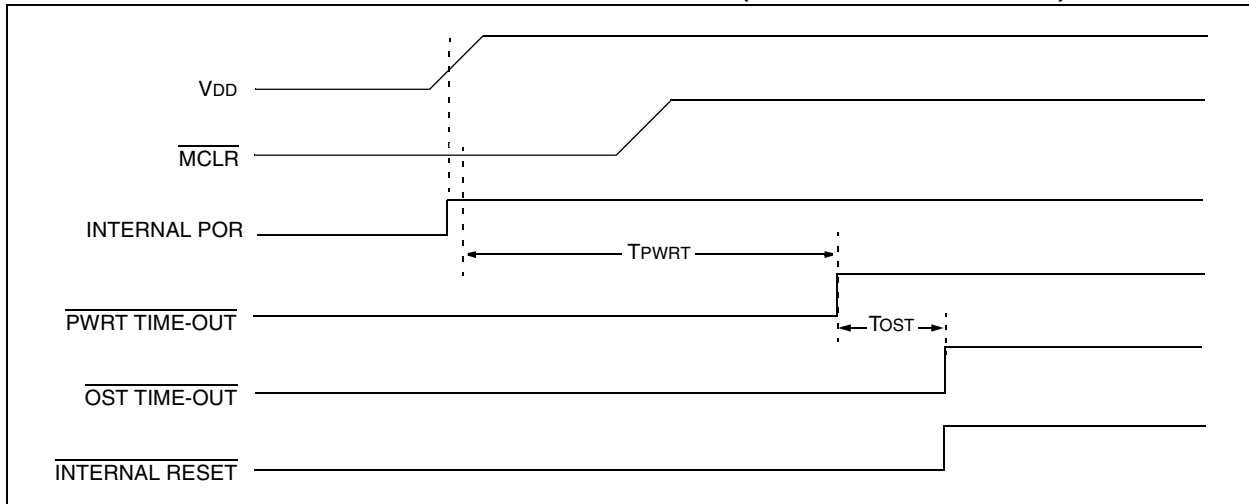 VDD
MCLR
INTERNAL POR
TPWRT
PWRT TIME-OUT
TOST
OST TIME-OUT
INTERNAL RESET